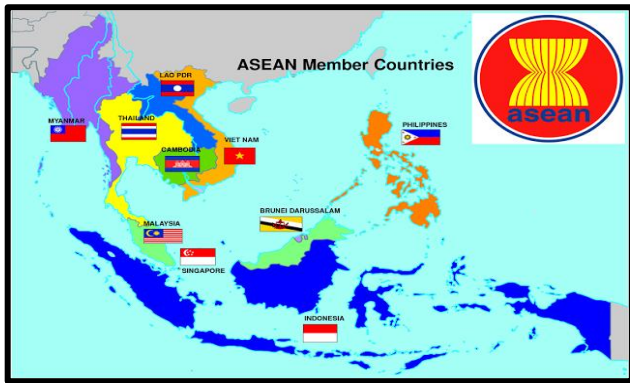 ASEAN Member Countries
asean
LAO PDR
MYANMAR
THAILAND
CAMBODIA
VIET NAM
PHILIPPINES
BRUNEI DARUSSALAM
MALAYSIA
SINGAPORE
INDONESIA